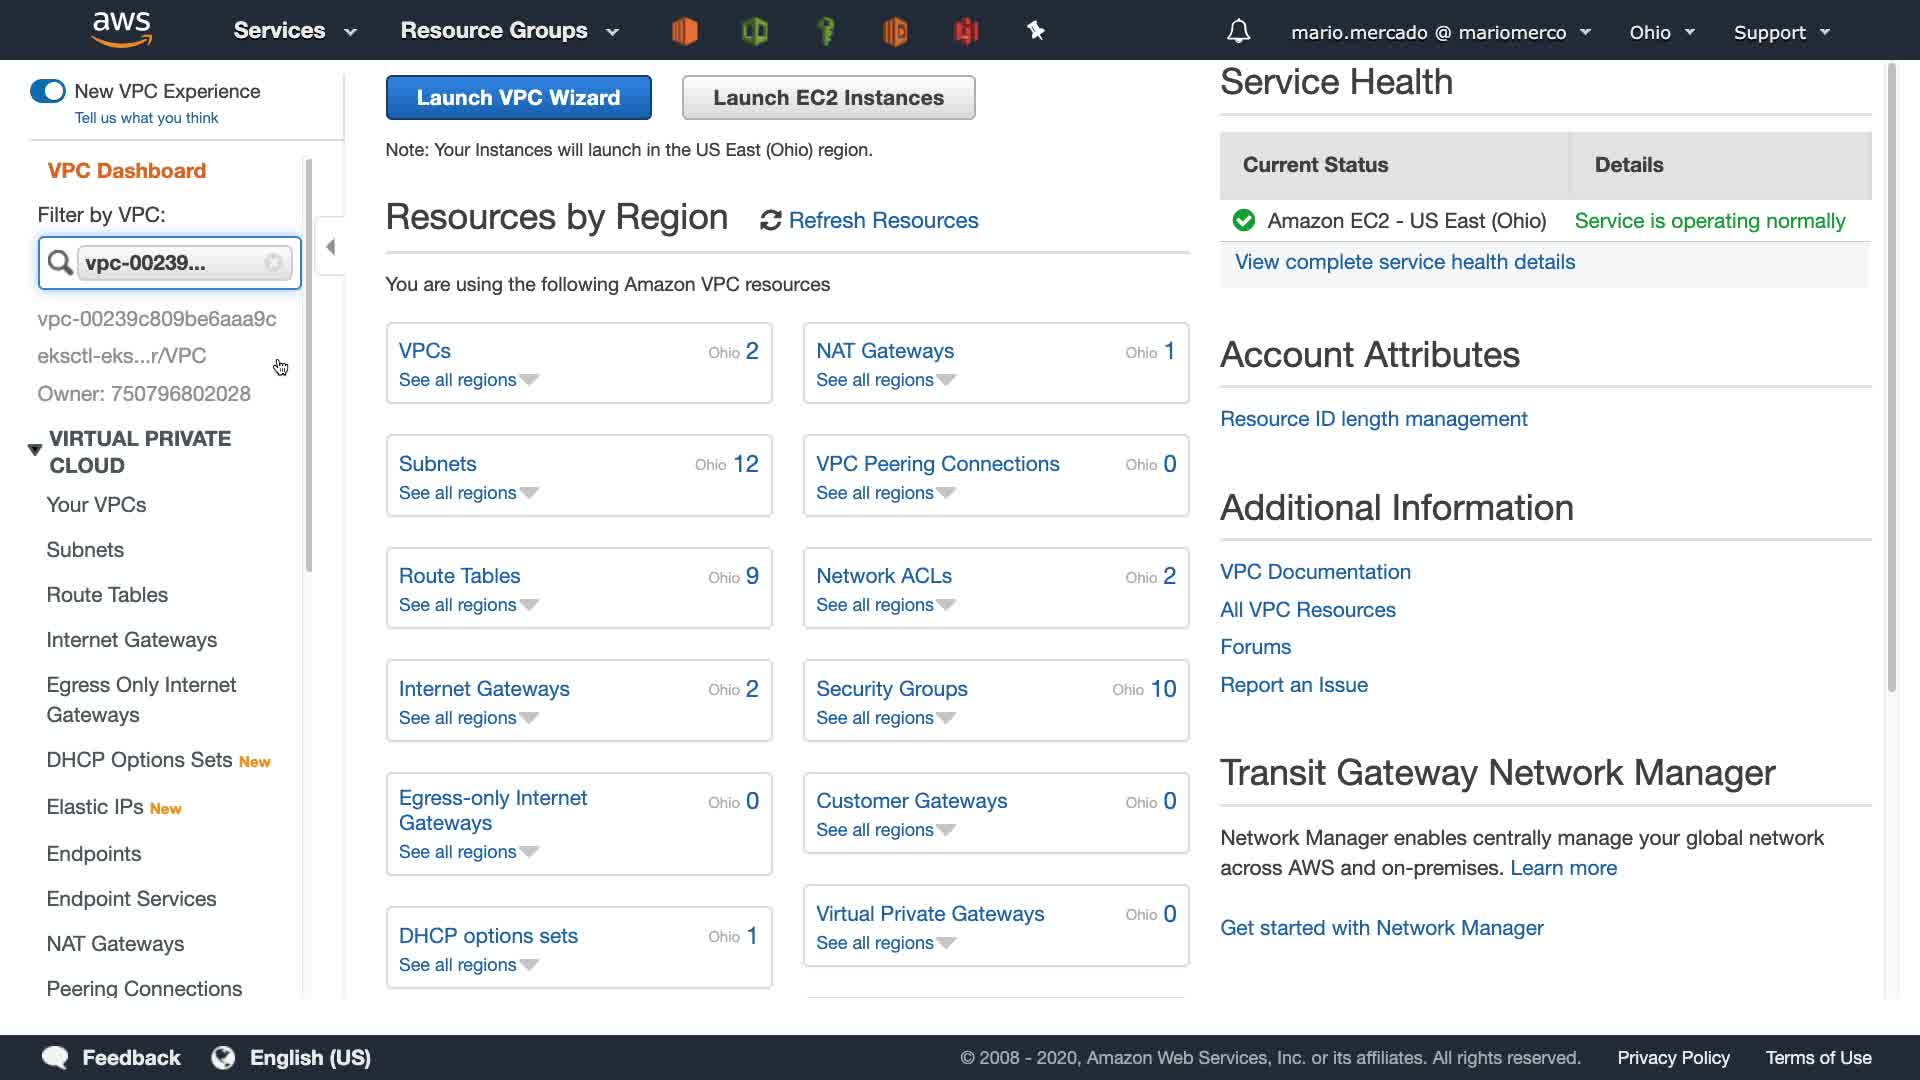 aws
Services
Resource Groups
mario.mercado @ mariomerco
Ohio
Support
New VPC Experience
Tell us what you think
VPC Dashboard
Filter by VPC:
vpc-00239...
vpc-00239c809be6aaa9c
eksctl-eks...r/VPC
Owner: 750796802028
VIRTUAL PRIVATE
CLOUD
Your VPCs
Subnets
Route Tables
Internet Gateways
Egress Only Internet
Gateways
DHCP Options Sets New
Elastic IPs New
Endpoints
Endpoint Services
NAT Gateways
Peering Connections
Launch VPC Wizard
Launch EC2 Instances
Note: Your Instances will launch in the US East (Ohio) region.
Resources by Region
Refresh Resources
You are using the following Amazon VPC resources
VPCs Ohio 2
See all regions
NAT Gateways Ohio 1
See all regions
Subnets Ohio 12
See all regions
VPC Peering Connections Ohio 0
See all regions
Route Tables Ohio 9
See all regions
Network ACLs Ohio 2
See all regions
Internet Gateways Ohio 2
See all regions
Security Groups Ohio 10
See all regions
Egress-only Internet
Gateways Ohio 0
See all regions
Customer Gateways Ohio 0
See all regions
DHCP options sets Ohio 1
See all regions
Virtual Private Gateways Ohio 0
See all regions
Service Health
Current Status Details
Amazon EC2 - US East (Ohio) Service is operating normally
View complete service health details
Account Attributes
Resource ID length management
Additional Information
VPC Documentation
All VPC Resources
Forums
Report an Issue
Transit Gateway Network Manager
Network Manager enables centrally manage your global network
across AWS and on-premises. Learn more
Get started with Network Manager
Feedback
English (US)
© 2008 - 2020, Amazon Web Services, Inc. or its affiliates. All rights reserved.
Privacy Policy
Terms of Use